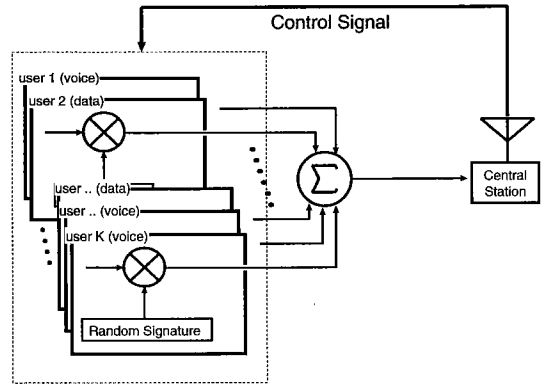 Control Signal
user 1 (voice)
user 2 (data)
user .. (data)
user .. (voice)
user K (voice)
Random Signature
Σ
Central
Station